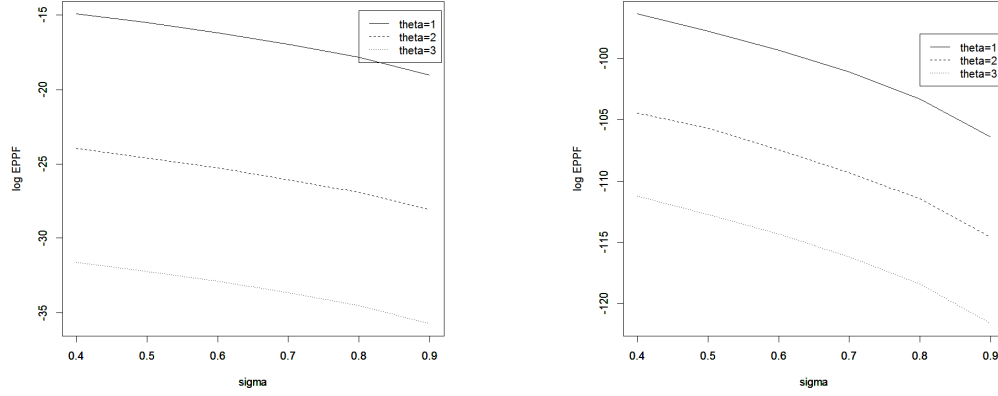 -15
-20
-25
-30
-35
log EPPF
theta=1
theta=2
theta=3
0.4 0.5 0.6 0.7 0.8 0.9
sigma
-100
-105
-110
-115
-120
log EPPF
theta=1
theta=2
theta=3
0.4 0.5 0.6 0.7 0.8 0.9
sigma